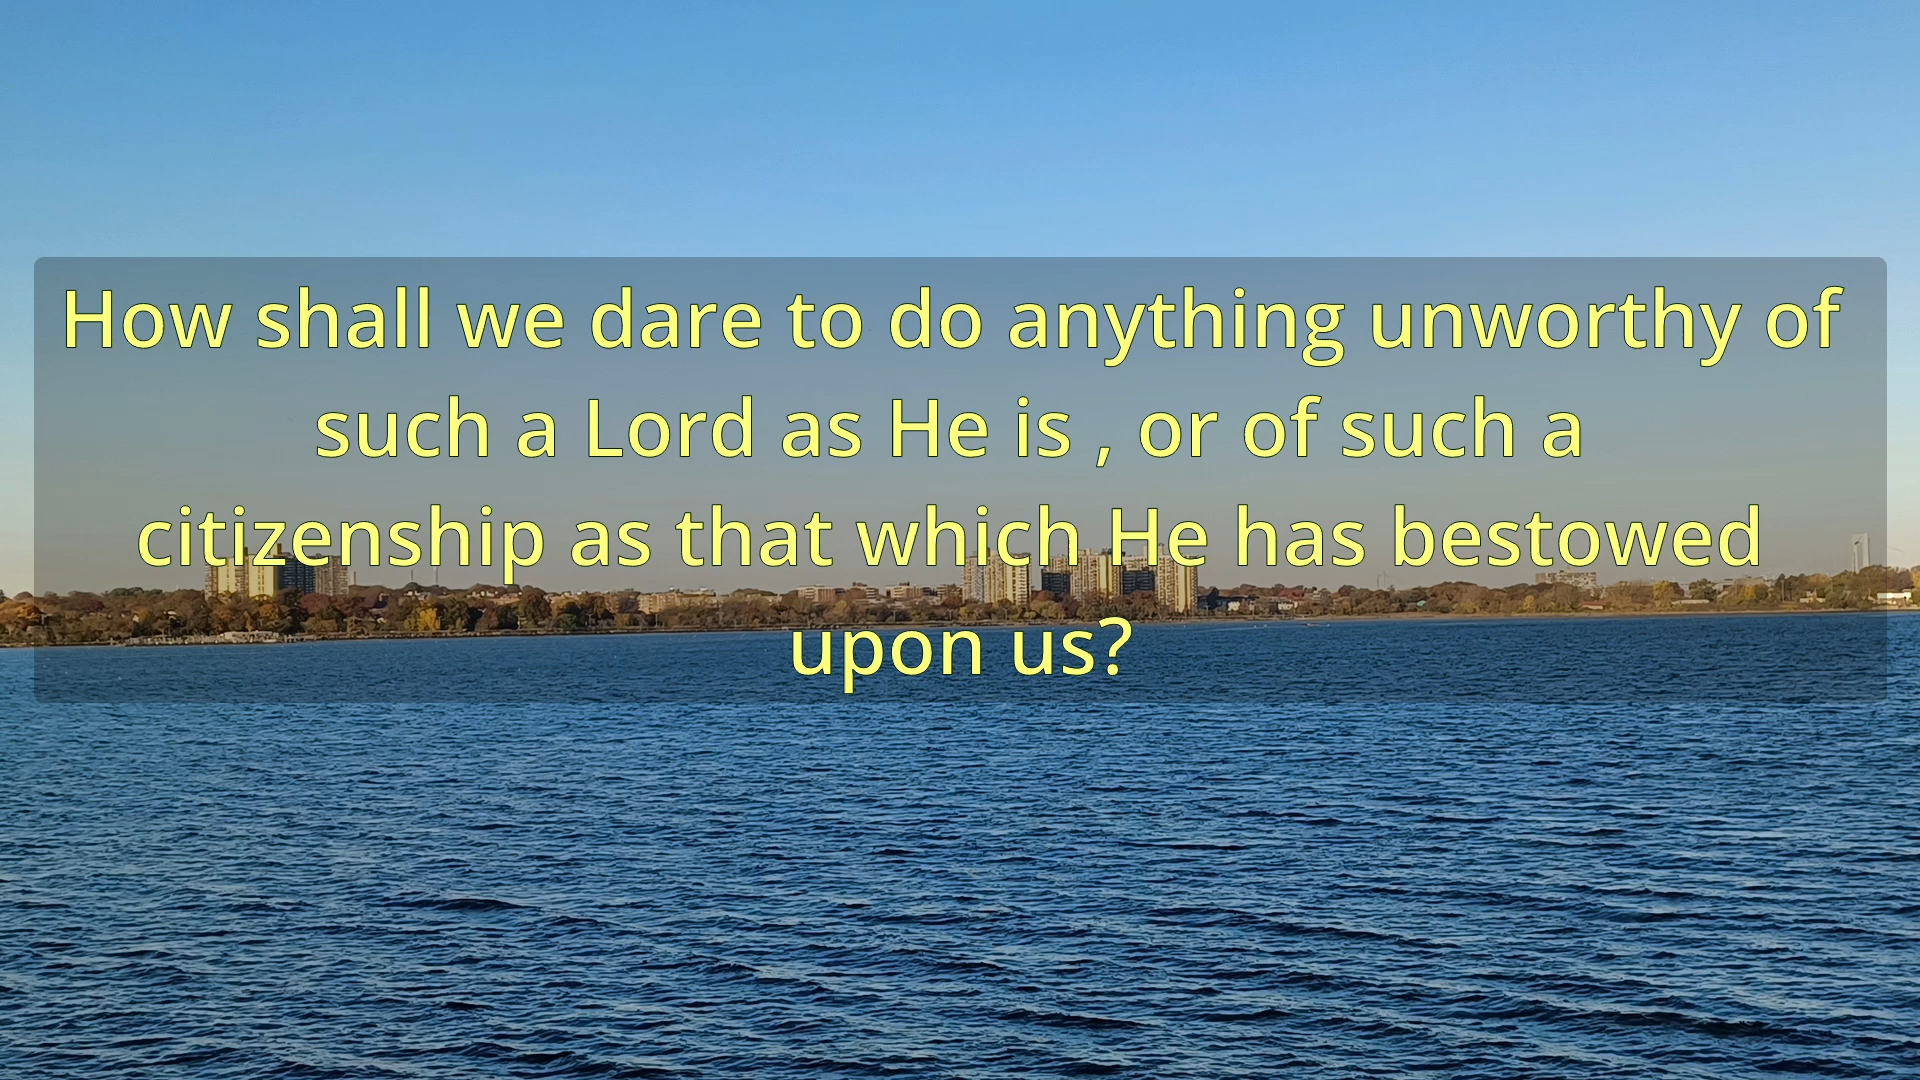 How shall we dare to do anything unworthy of
such a Lord as He is , or of such a
citizenship as that which He has bestowed
upon us?